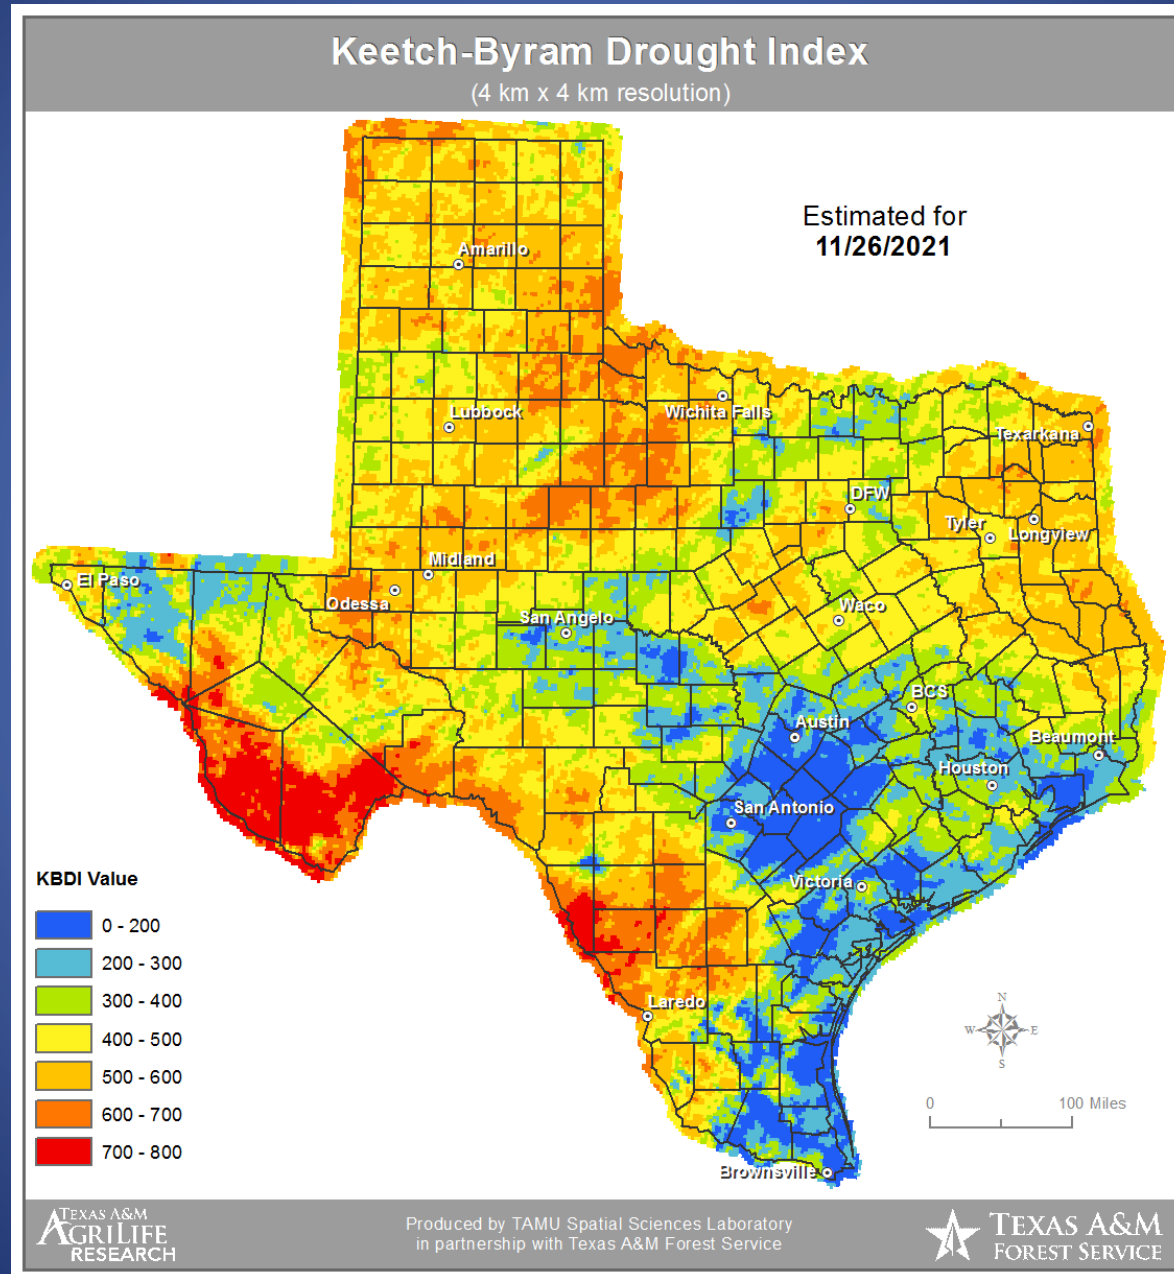 Keetch-Byram Drought Index
(4 km x 4 km resolution)
Estimated for
11/26/2021
Amarillo
Lubbock
Wichita Falls
Texarkana
DFW
Tyler
Longview
Midland
El Paso
Odessa
San Angelo
Waco
BCS
Austin
Beaumont
Houston
San Antonio
Victoria
Laredo
Brownsville
KBDI Value
0 - 200
200 - 300
300 - 400
400 - 500
500 - 600
600 - 700
700 - 800
N
W E
S
0 100 Miles
TEXAS A&M
AGRILIFE
RESEARCH
Produced by TAMU Spatial Sciences Laboratory
in partnership with Texas A&M Forest Service
TEXAS A&M
FOREST SERVICE